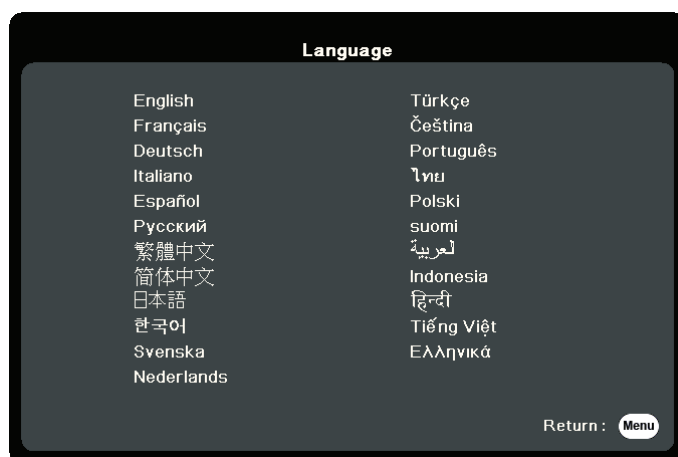 Language
English
Français
Deutsch
Italiano
Español
Русский
繁體中文
简体中文
日本語
한국어
Svenska
Nederlands
Türkçe
Čeština
Português
ไทย
Polski
suomi
لعربية
Indonesia
हिन्दी
Tiếng Việt
Ελληνικά
Return: Menu